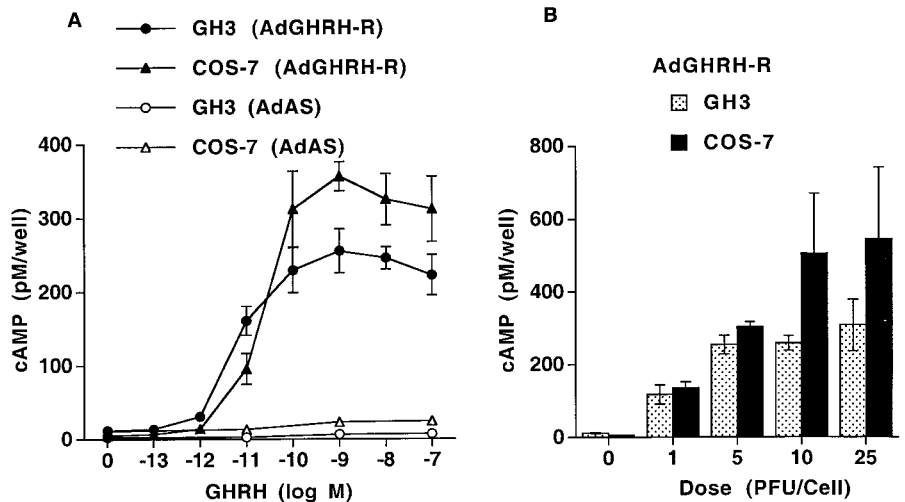 A
GH3 (AdGHRH-R)
COS-7 (AdGHRH-R)
GH3 (AdAS)
COS-7 (AdAS)
400
300
200
100
0
cAMP (pM/well)
0 -13 -12 -11 -10 -9 -8 -7
GHRH (log M)
B
AdGHRH-R
GH3
COS-7
800
600
400
200
0
cAMP (pM/well)
0 1 5 10 25
Dose (PFU/Cell)